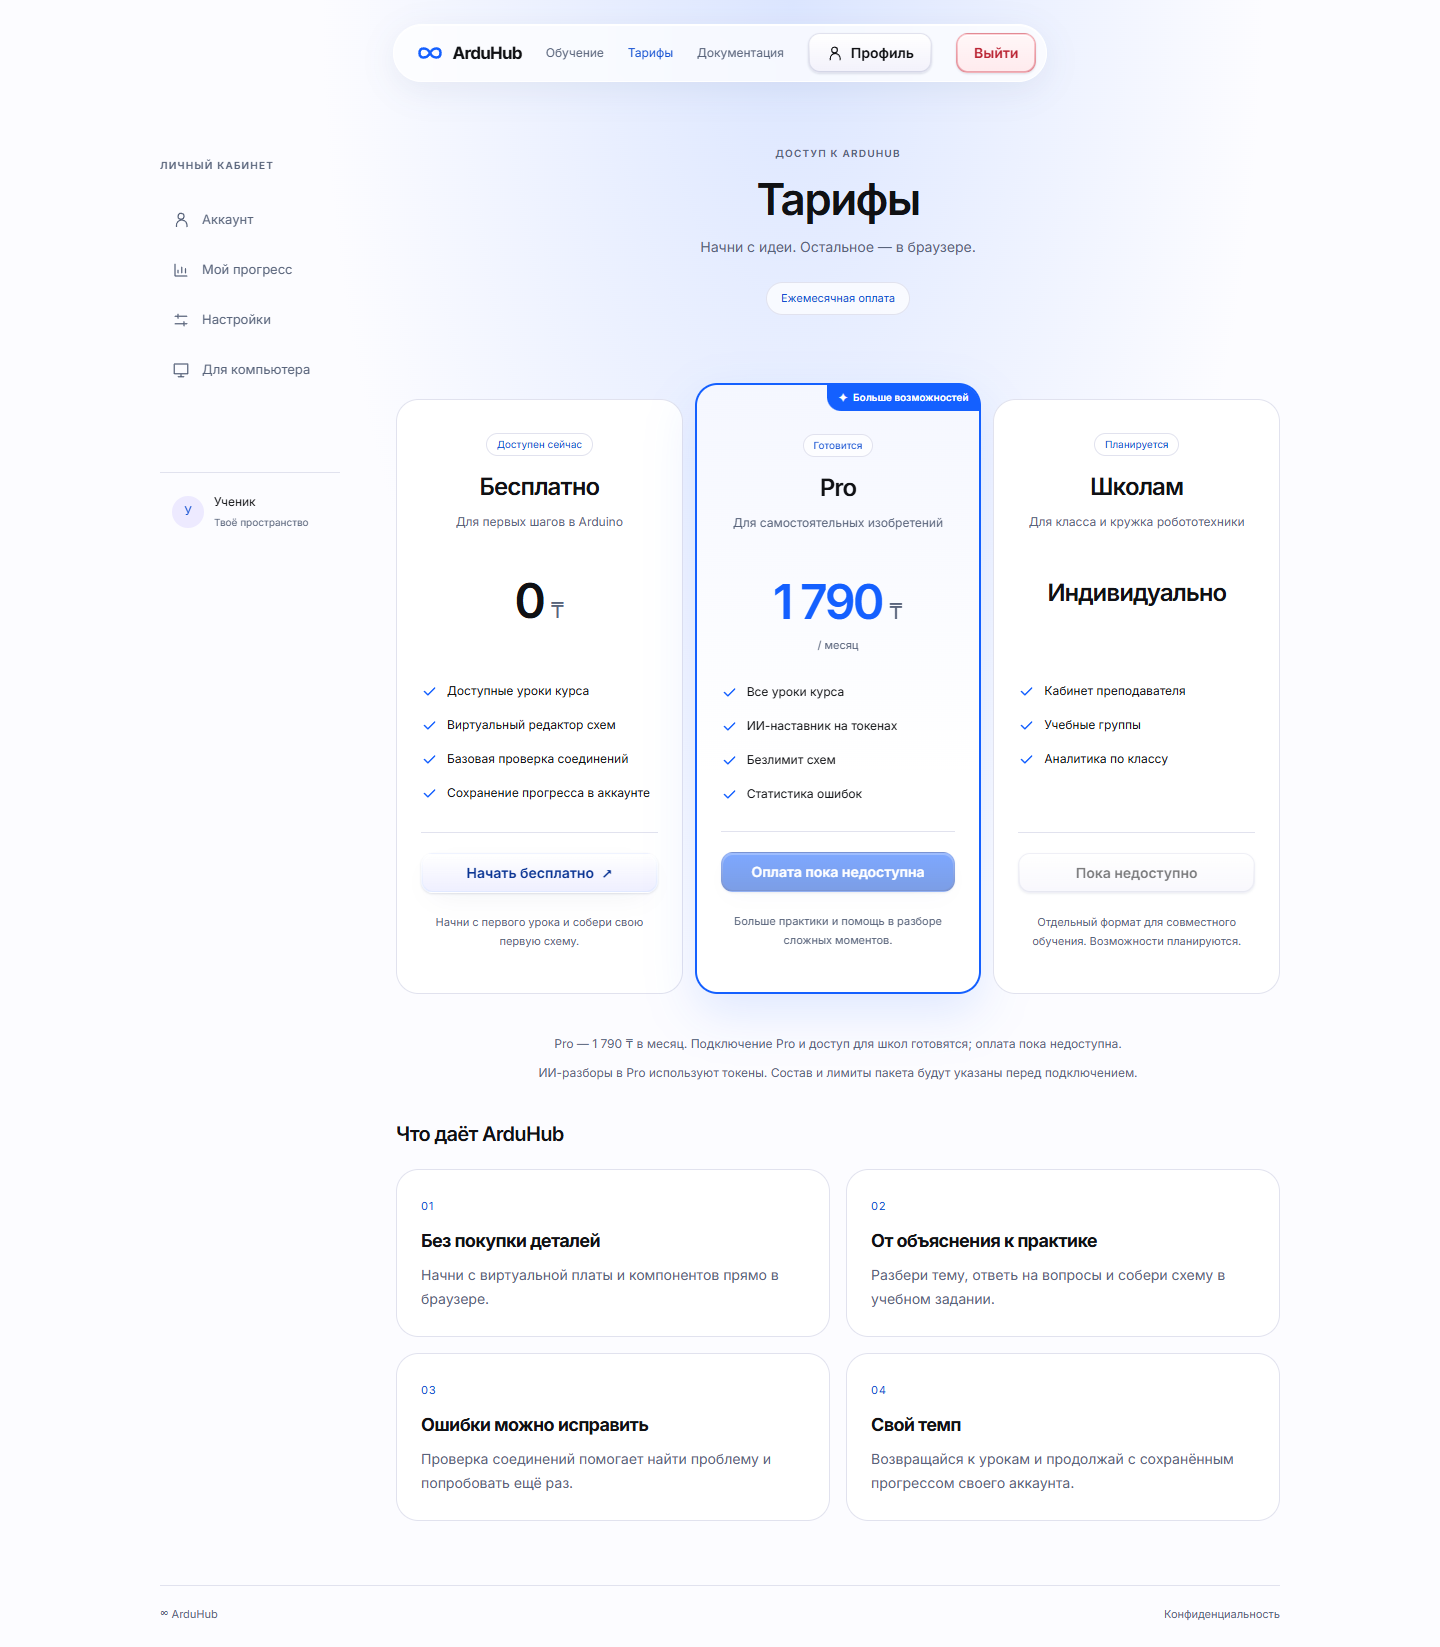 ArduHub
Обучение
Тарифы
Документация
Профиль
Выйти
ЛИЧНЫЙ КАБИНЕТ
Аккаунт
Мой прогресс
Настройки
Для компьютера
У
Ученик
Твоё пространство
ДОСТУП К ARDUHUB
Тарифы
Начни с идеи. Остальное — в браузере.
Ежемесячная оплата
Доступен сейчас
Бесплатно
Для первых шагов в Arduino
0 ₸
Доступные уроки курса
Виртуальный редактор схем
Базовая проверка соединений
Сохранение прогресса в аккаунте
Начать бесплатно ↗
Начни с первого урока и собери свою
первую схему.
✦ Больше возможностей
Готовится
Pro
Для самостоятельных изобретений
1 790 ₸
/ месяц
Все уроки курса
ИИ-наставник на токенах
Безлимит схем
Статистика ошибок
Оплата пока недоступна
Больше практики и помощь в разборе
сложных моментов.
Планируется
Школам
Для класса и кружка робототехники
Индивидуально
Кабинет преподавателя
Учебные группы
Аналитика по классу
Пока недоступно
Отдельный формат для совместного
обучения. Возможности планируются.
Pro — 1 790 ₸ в месяц. Подключение Pro и доступ для школ готовятся; оплата пока недоступна.
ИИ-разборы в Pro используют токены. Состав и лимиты пакета будут указаны перед подключением.
Что даёт ArduHub
01
Без покупки деталей
Начни с виртуальной платы и компонентов прямо в
браузере.
02
От объяснения к практике
Разбери тему, ответь на вопросы и собери схему в
учебном задании.
03
Ошибки можно исправить
Проверка соединений помогает найти проблему и
попробовать ещё раз.
04
Свой темп
Возвращайся к урокам и продолжай с сохранённым
прогрессом своего аккаунта.
∞ ArduHub
Конфиденциальность